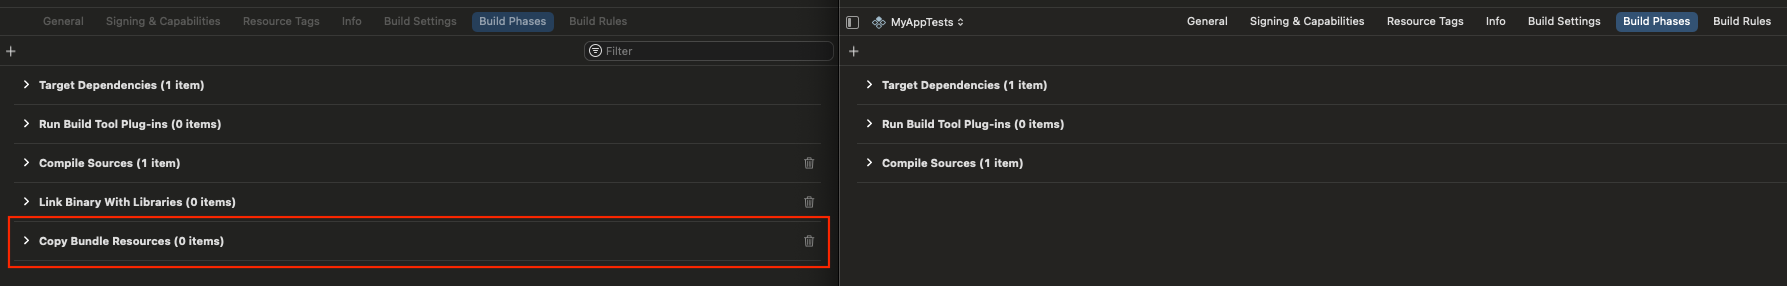 General Signing & Capabilities Resource Tags Info Build Settings Build Phases Build Rules
+ Filter
Target Dependencies (1 item)
Run Build Tool Plug-ins (0 items)
Compile Sources (1 item)
Link Binary With Libraries (0 items)
Copy Bundle Resources (0 items)
MyAppTests General Signing & Capabilities Resource Tags Info Build Settings Build Phases Build Rules
+
Target Dependencies (1 item)
Run Build Tool Plug-ins (0 items)
Compile Sources (1 item)